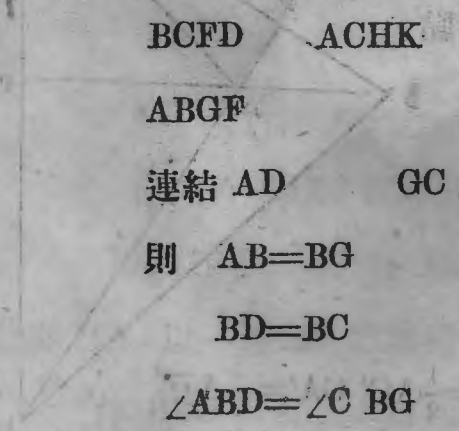 BCFD ACHK
ABGF
連結 AD GC
則 AB=BG
BD=BC
∠ABD=∠C BG